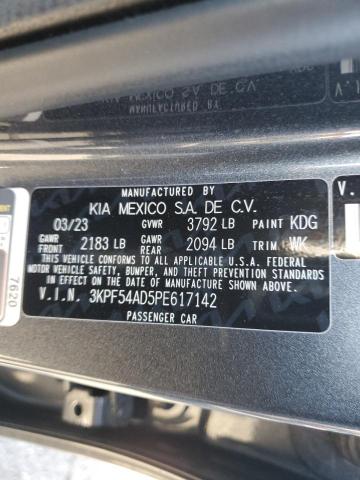 MANUFACTURED BY
KIA MEXICO S.A. DE C.V.
03/23 GVWR 3792 LB PAINT KDG
GAWR FRONT 2183 LB GAWR REAR 2094 LB TRIM WK
THIS VEHICLE CONFORMS TO ALL APPLICABLE U.S. FEDERAL
MOTOR VEHICLE SAFETY, BUMPER, AND THEFT PREVENTION STANDARDS
IN EFFECT ON THE DATE OF MANUFACTURE SHOWN ABOVE.
V.I.N. 3KPF54AD5PE617142
PASSENGER CAR
7620